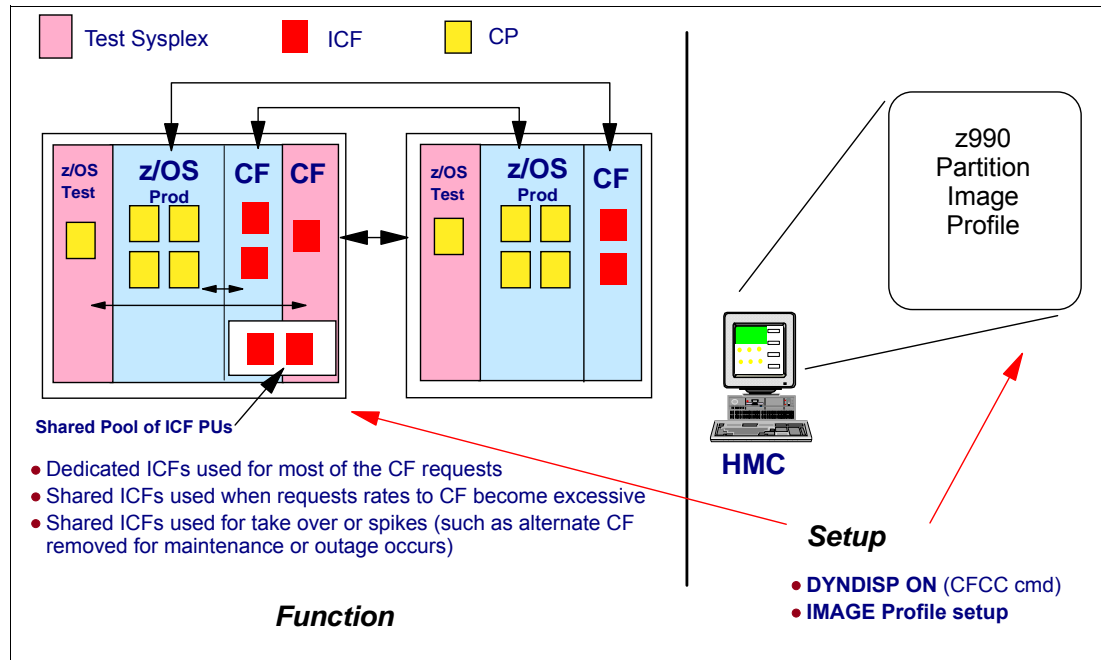 Test Sysplex
ICF
CP
z/OS
Test
z/OS
Prod
CF
CF
z/OS
Test
z/OS
Prod
CF
Shared Pool of ICF PUs
Dedicated ICFs used for most of the CF requests
Shared ICFs used when requests rates to CF become excessive
Shared ICFs used for take over or spikes (such as alternate CF
removed for maintenance or outage occurs)
Function
z990
Partition
Image
Profile
HMC
Setup
DYNDISP ON (CFCC cmd)
IMAGE Profile setup